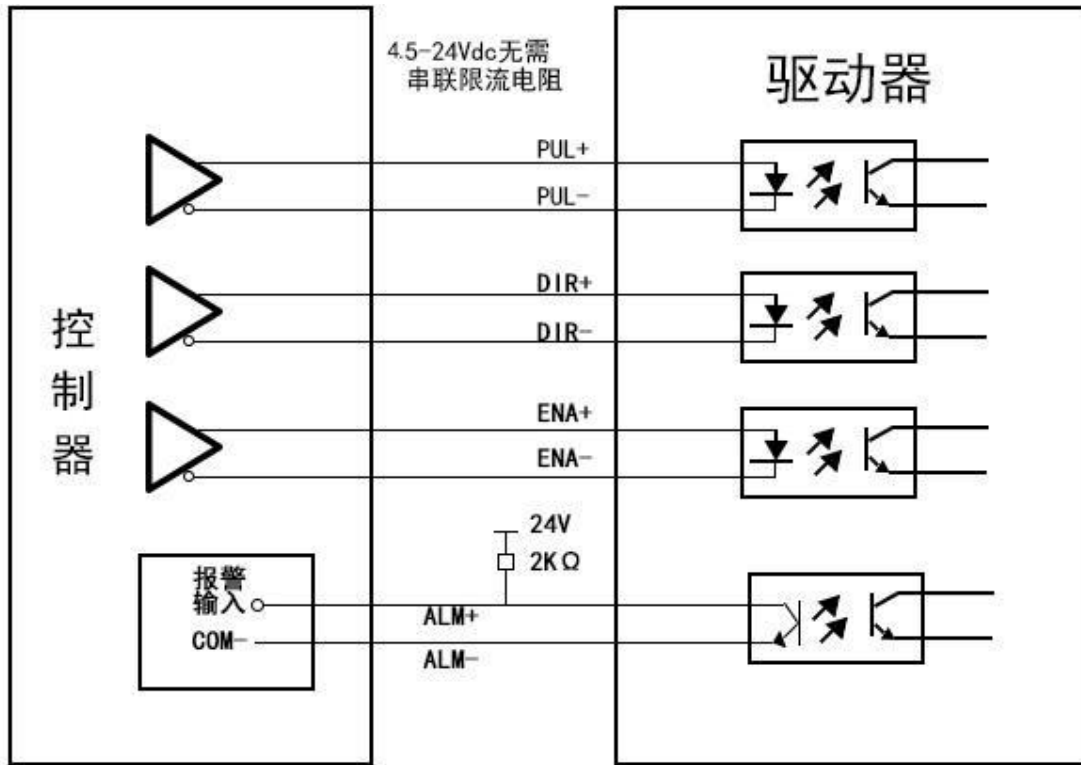 4.5-24Vdc无需
串联限流电阻
驱动器
控制器
PUL+
PUL-
DIR+
DIR-
ENA+
ENA-
24V
2KΩ
报警
输入
COM-
ALM+
ALM-